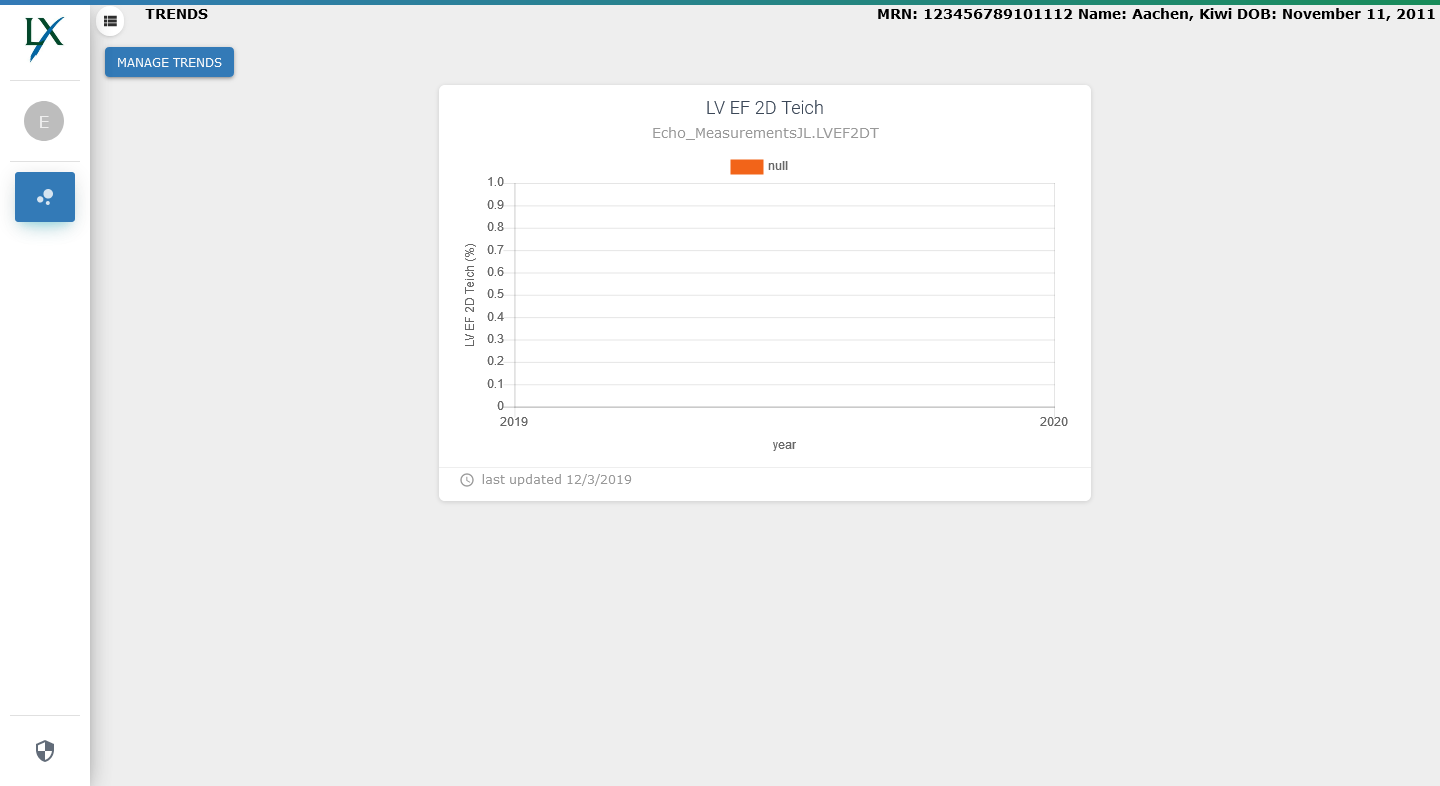 LX
TRENDS
MRN: 123456789101112 Name: Aachen, Kiwi DOB: November 11, 2011
E
MANAGE TRENDS
LV EF 2D Teich
Echo_MeasurementsJL.LVEF2DT
null
LV EF 2D Teich (%)
1.0
0.9
0.8
0.7
0.6
0.5
0.4
0.3
0.2
0.1
0
2019 2020
year
last updated 12/3/2019